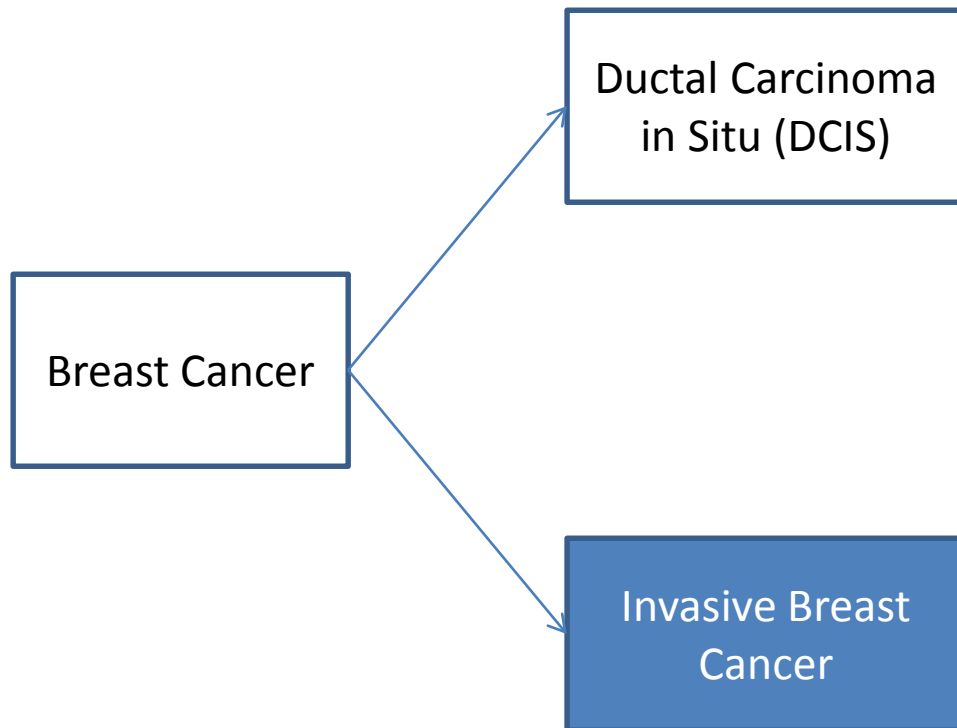 Ductal Carcinoma
in Situ (DCIS)
Breast Cancer
Invasive Breast
Cancer